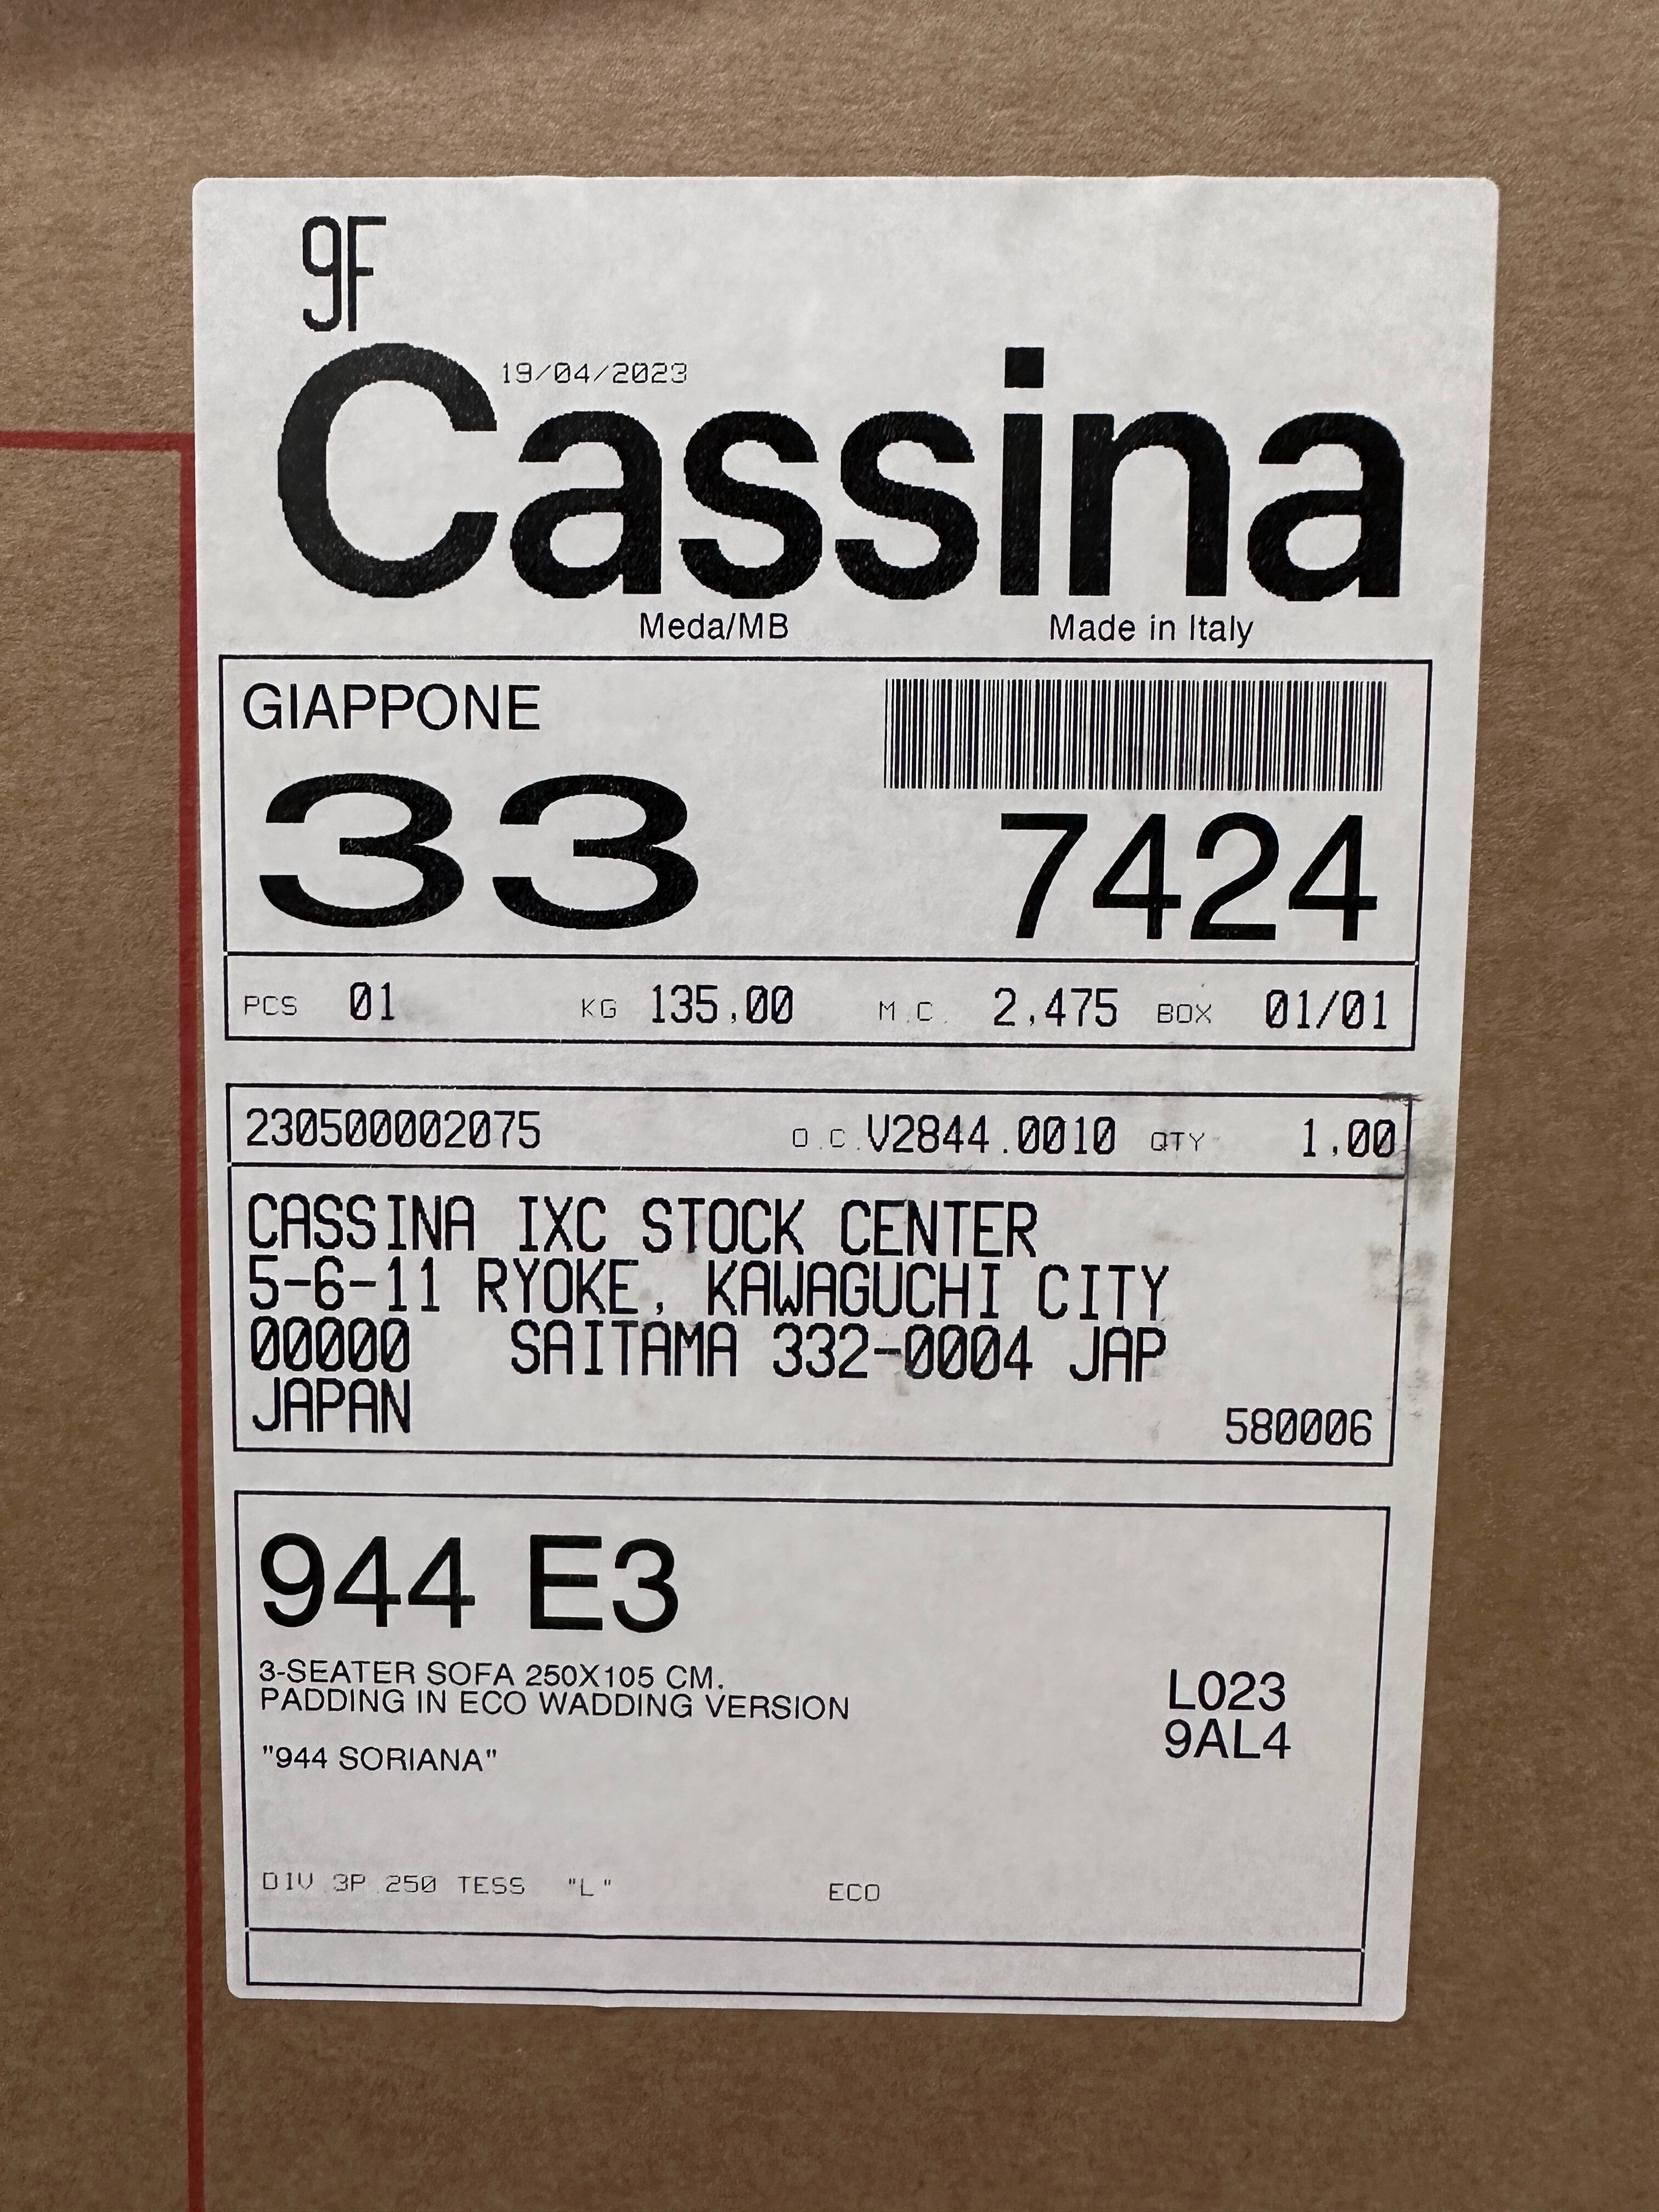 9F
19/04/2023
Cassina
Meda/MB Made in Italy
GIAPPONE
33 7424
PCS 01 KG 135,00 M.C. 2,475 BOX 01/01
230500002075 O.C. V2844.0010 QTY 1,00
CASSINA IXC STOCK CENTER
5-6-11 RYOKE, KAWAGUCHI CITY
00000 SAITAMA 332-0004 JAP
JAPAN
580006
944 E3
3-SEATER SOFA 250X105 CM.
PADDING IN ECO WADDING VERSION
L023
9AL4
"944 SORIANA"
DIV 3P 250 TESS "L" ECO